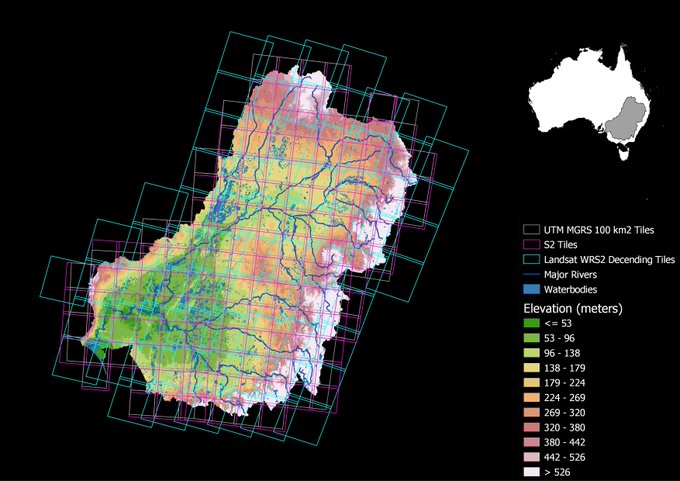 UTM MGRS 100 km2 Tiles
S2 Tiles
Landsat WRS2 Decending Tiles
Major Rivers
Waterbodies
Elevation (meters)
<= 53
53 - 96
96 - 138
138 - 179
179 - 224
224 - 269
269 - 320
320 - 380
380 - 442
442 - 526
> 526